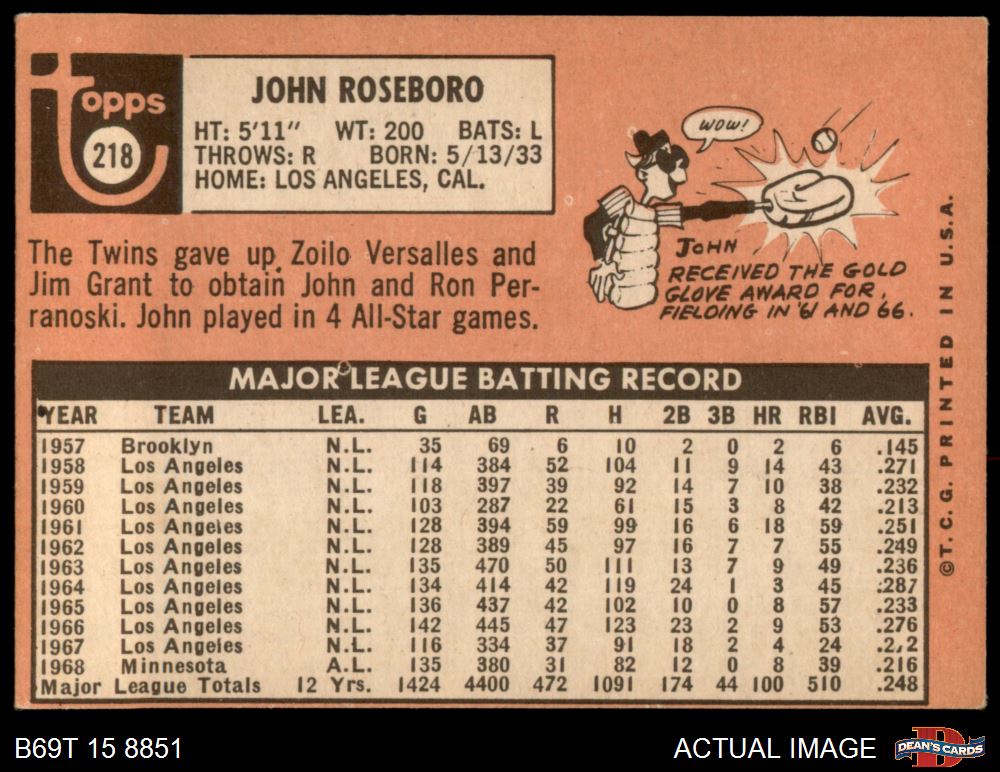 topps
218
JOHN ROSEBORO
HT: 5'11" WT: 200 BATS: L
THROWS: R BORN: 5/13/33
HOME: LOS ANGELES, CAL.
WOW!
JOHN
RECEIVED THE GOLD
GLOVE AWARD FOR
FIELDING IN '61 AND 66.
The Twins gave up Zoilo Versalles and
Jim Grant to obtain John and Ron Per-
ranoski. John played in 4 All-Star games.
MAJOR LEAGUE BATTING RECORD
YEAR TEAM LEA. G AB R H 2B 3B HR RBI AVG.
1957 Brooklyn N.L. 35 69 6 10 2 0 2 6 .145
1958 Los Angeles N.L. 114 384 52 104 11 9 14 43 .271
1959 Los Angeles N.L. 118 397 39 92 14 7 10 38 .232
1960 Los Angeles N.L. 103 287 22 61 15 3 8 42 .213
1961 Los Angeles N.L. 128 394 59 99 16 6 18 59 .251
1962 Los Angeles N.L. 128 389 45 97 16 7 7 55 .249
1963 Los Angeles N.L. 135 470 50 111 13 7 9 49 .236
1964 Los Angeles N.L. 134 414 42 119 24 1 3 45 .287
1965 Los Angeles N.L. 136 437 42 102 10 0 8 57 .233
1966 Los Angeles N.L. 142 445 47 123 23 2 9 53 .276
1967 Los Angeles N.L. 116 334 37 91 18 2 4 24 .2,2
1968 Minnesota A.L. 135 380 31 82 12 0 8 39 .216
Major League Totals 12 Yrs. 1424 4400 472 1091 174 44 100 510 .248
©T.C.G. PRINTED IN U.S.A.
B69T 15 8851
ACTUAL IMAGE
DEAN'S CARDS